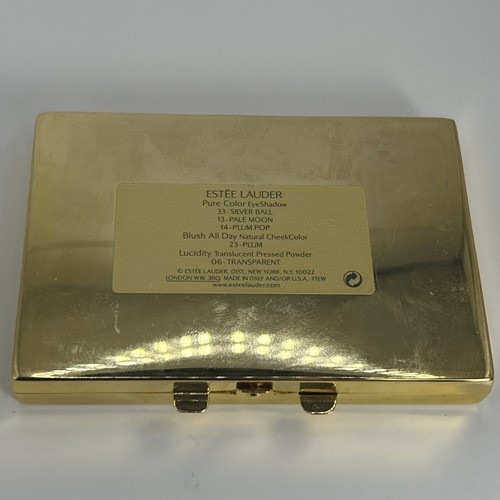 ESTĒE LAUDER
Pure Color EyeShadow
33-SILVER BALL
13-PALE MOON
14-PLUM POP
Blush All Day Natural CheekColor
23-PLUM
Lucidity Translucent Pressed Powder
06-TRANSPARENT
© ESTĒE LAUDER, DIST., NEW YORK, N.Y. 10022
LONDON W1K 3BQ MADE IN ITALY AND/OR U.S.A. 1TEW
www.esteelauder.com